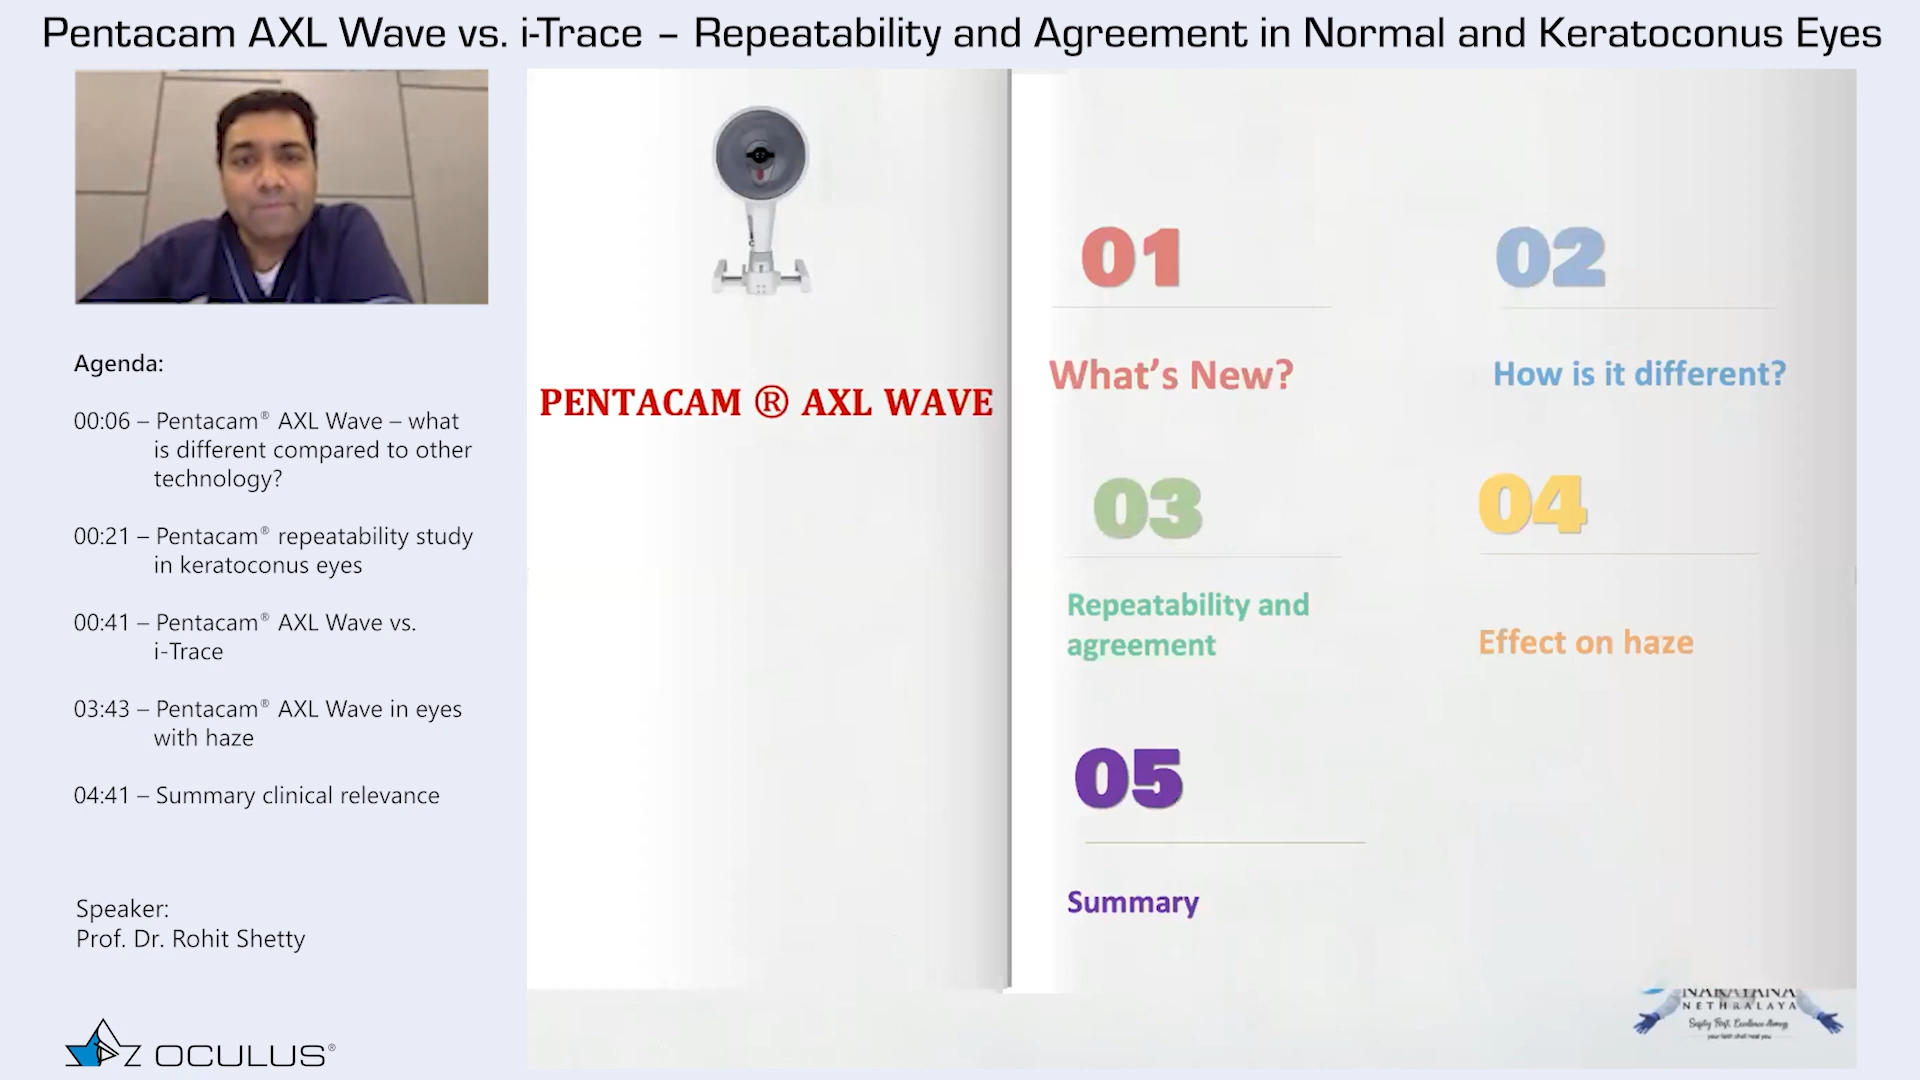 Pentacam AXL Wave vs. i-Trace – Repeatability and Agreement in Normal and Keratoconus Eyes
Agenda:
00:06 – Pentacam® AXL Wave – what
is different compared to other
technology?
00:21 – Pentacam® repeatability study
in keratoconus eyes
00:41 – Pentacam® AXL Wave vs.
i-Trace
03:43 – Pentacam® AXL Wave in eyes
with haze
04:41 – Summary clinical relevance
Speaker:
Prof. Dr. Rohit Shetty
OCULUS®
PENTACAM ® AXL WAVE
01
What's New?
02
How is it different?
03
Repeatability and
agreement
04
Effect on haze
05
Summary
NARAYANA
NETHRALAYA